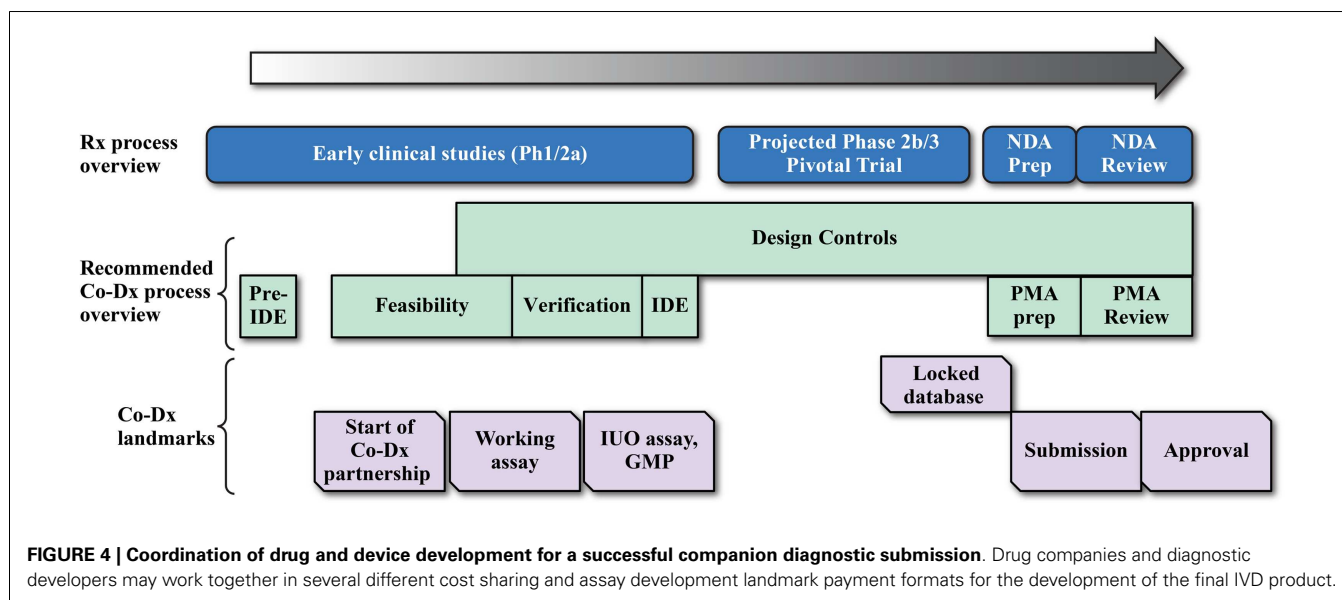 Rx process
overview
Early clinical studies (Ph1/2a)
Projected Phase 2b/3
Pivotal Trial
NDA
Prep
NDA
Review
Recommended
Co-Dx process
overview
Design Controls
Pre-
IDE
Feasibility
Verification
IDE
PMA
prep
PMA
Review
Co-Dx
landmarks
Locked
database
Start of
Co-Dx
partnership
Working
assay
IUO assay,
GMP
Submission
Approval
FIGURE 4 | Coordination of drug and device development for a successful companion diagnostic submission. Drug companies and diagnostic
developers may work together in several different cost sharing and assay development landmark payment formats for the development of the final IVD product.